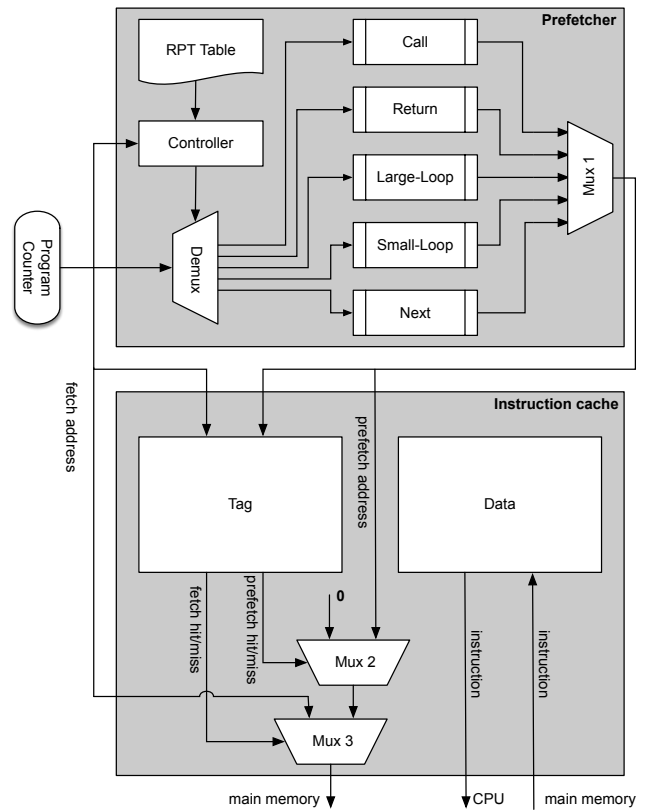 Prefetcher
RPT Table
Call
Return
Controller
Mux 1
Large-Loop
Program
Counter
Demux
Small-Loop
Next
fetch address
Instruction cache
prefetch address
Tag
Data
fetch hit/miss
prefetch hit/miss
0
instruction
instruction
Mux 2
Mux 3
main memory
CPU
main memory